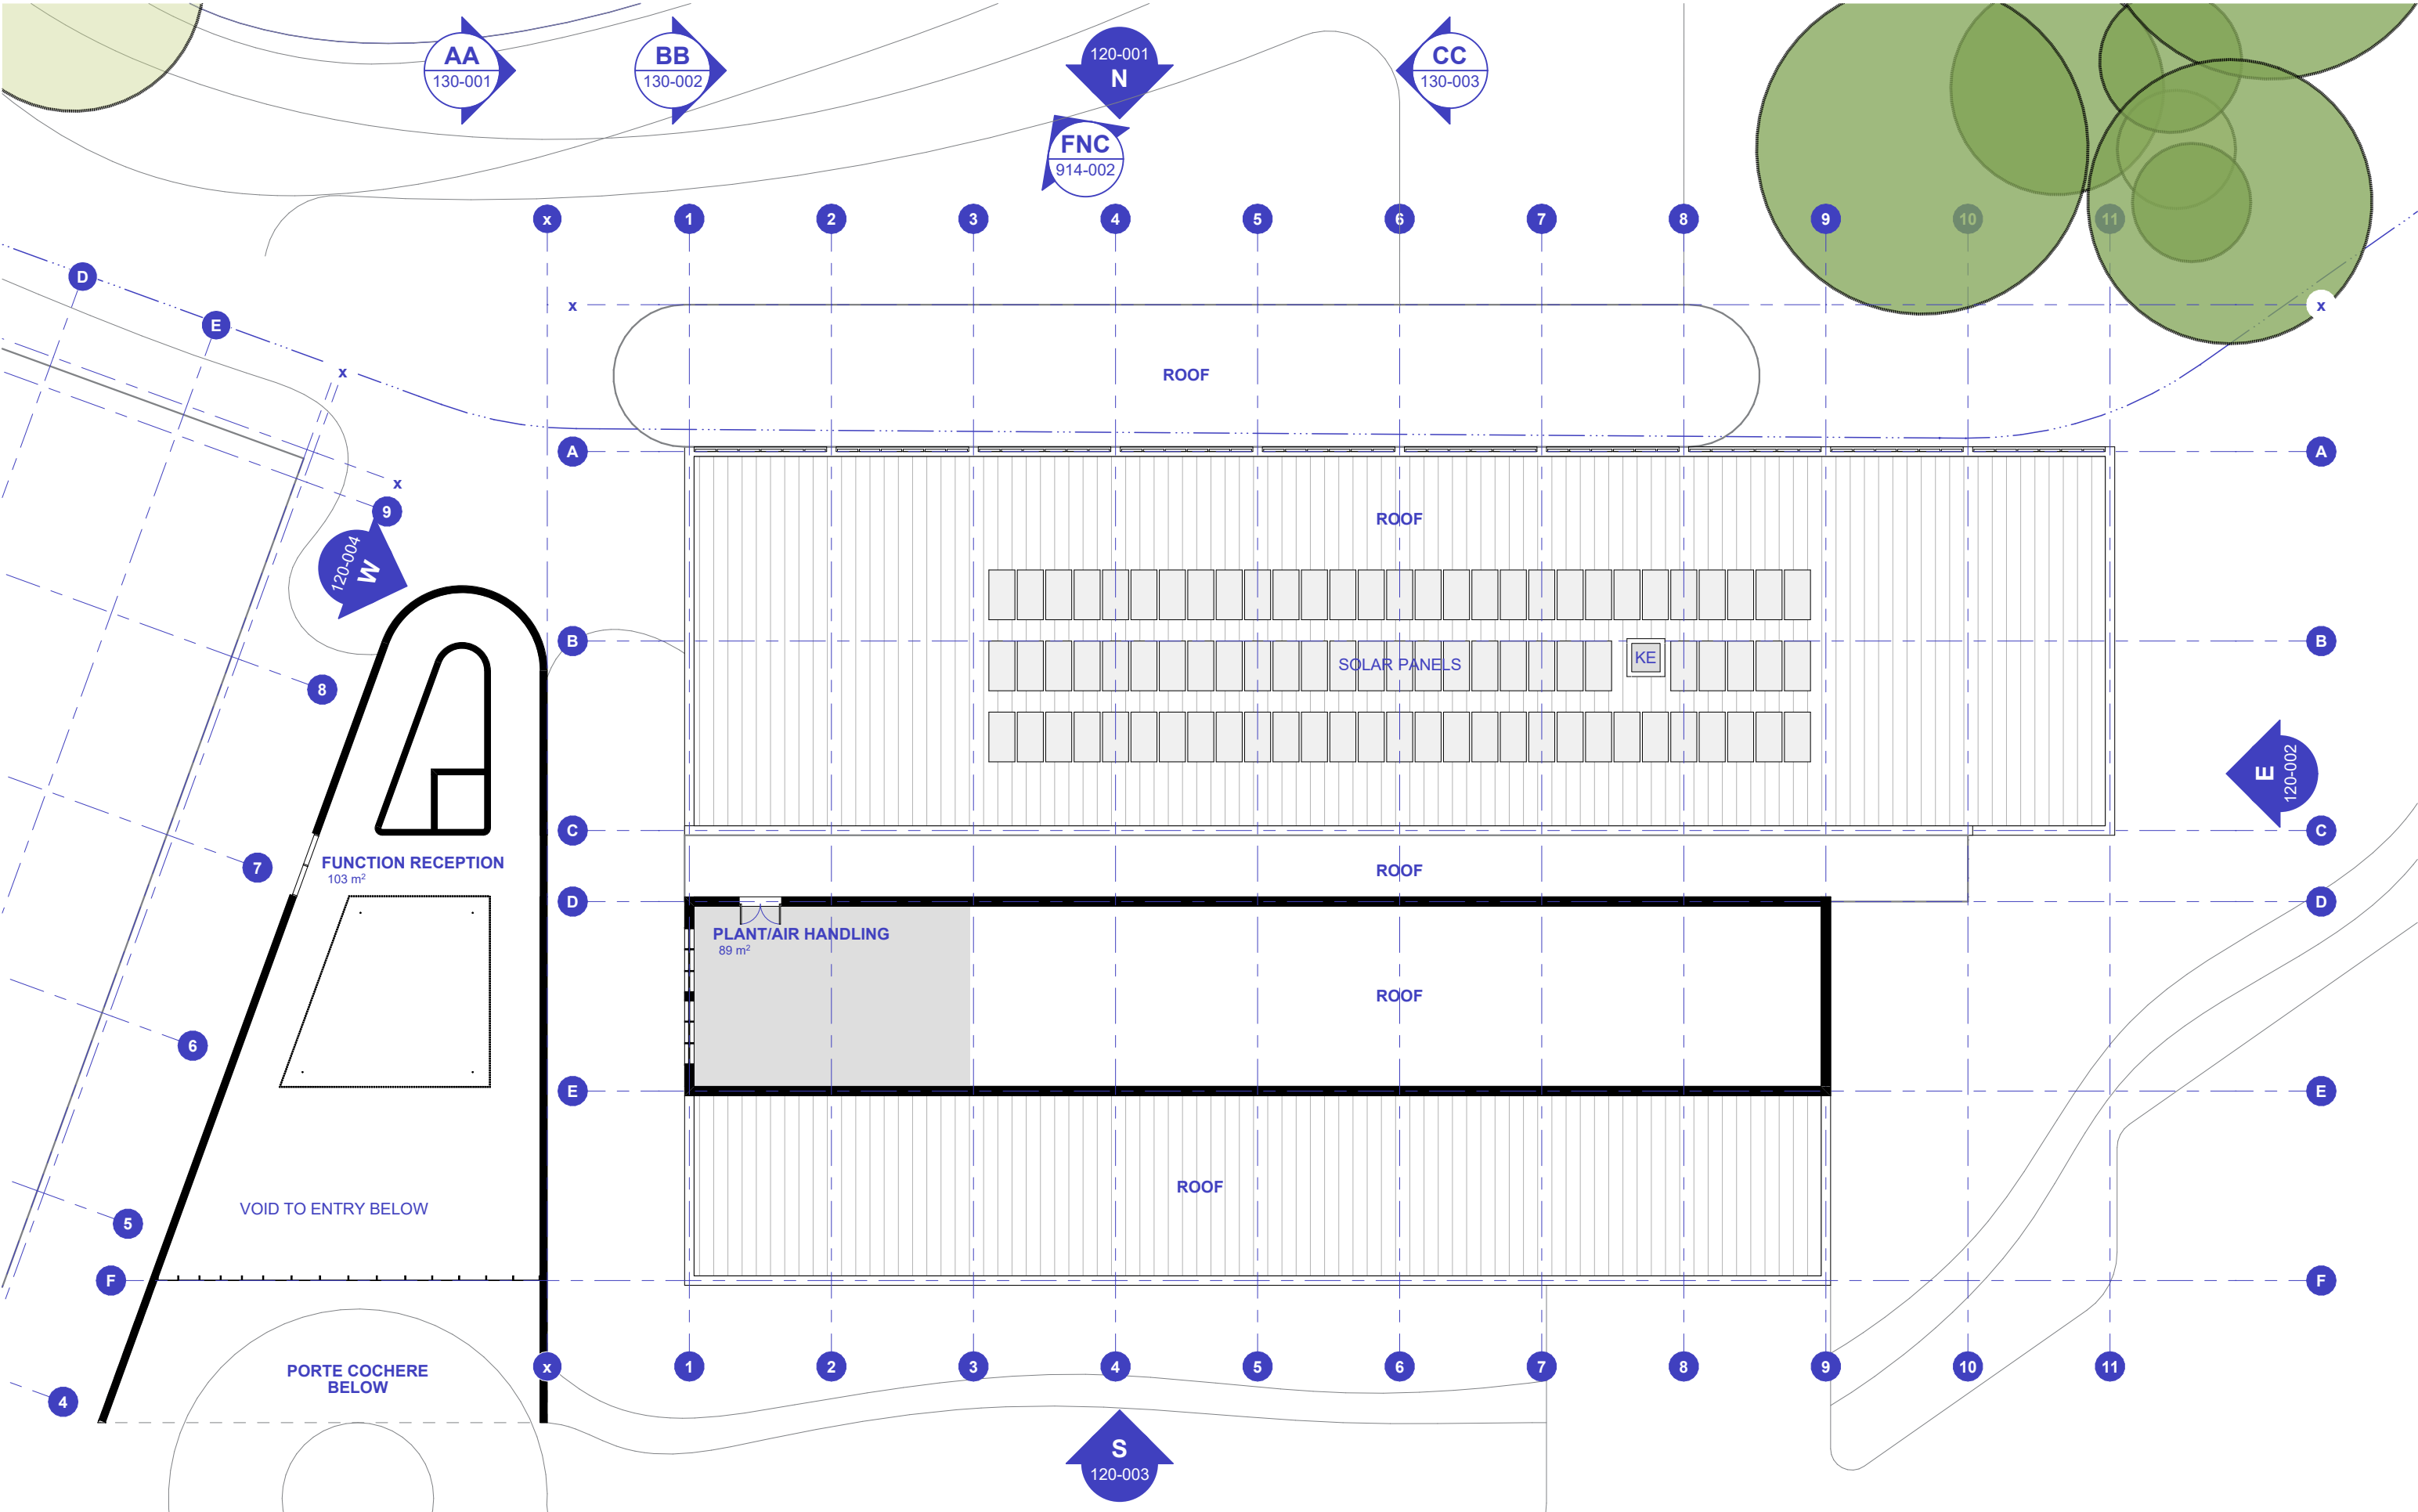 AA
130-001
BB
130-002
120-001
N
CC
130-003
FNC
914-002
x 1 2 3 4 5 6 7 8 9 10 11
D
E
x
x
x
ROOF
A
A
x
9
120-004
W
ROOF
B
SOLAR PANELS
KE
B
8
E
120-002
C
C
7
FUNCTION RECEPTION
103 m²
ROOF
D
D
PLANT/AIR HANDLING
89 m²
ROOF
6
E
E
ROOF
VOID TO ENTRY BELOW
5
F
F
PORTE COCHERE
BELOW
x 1 2 3 4 5 6 7 8 9 10 11
4
S
120-003